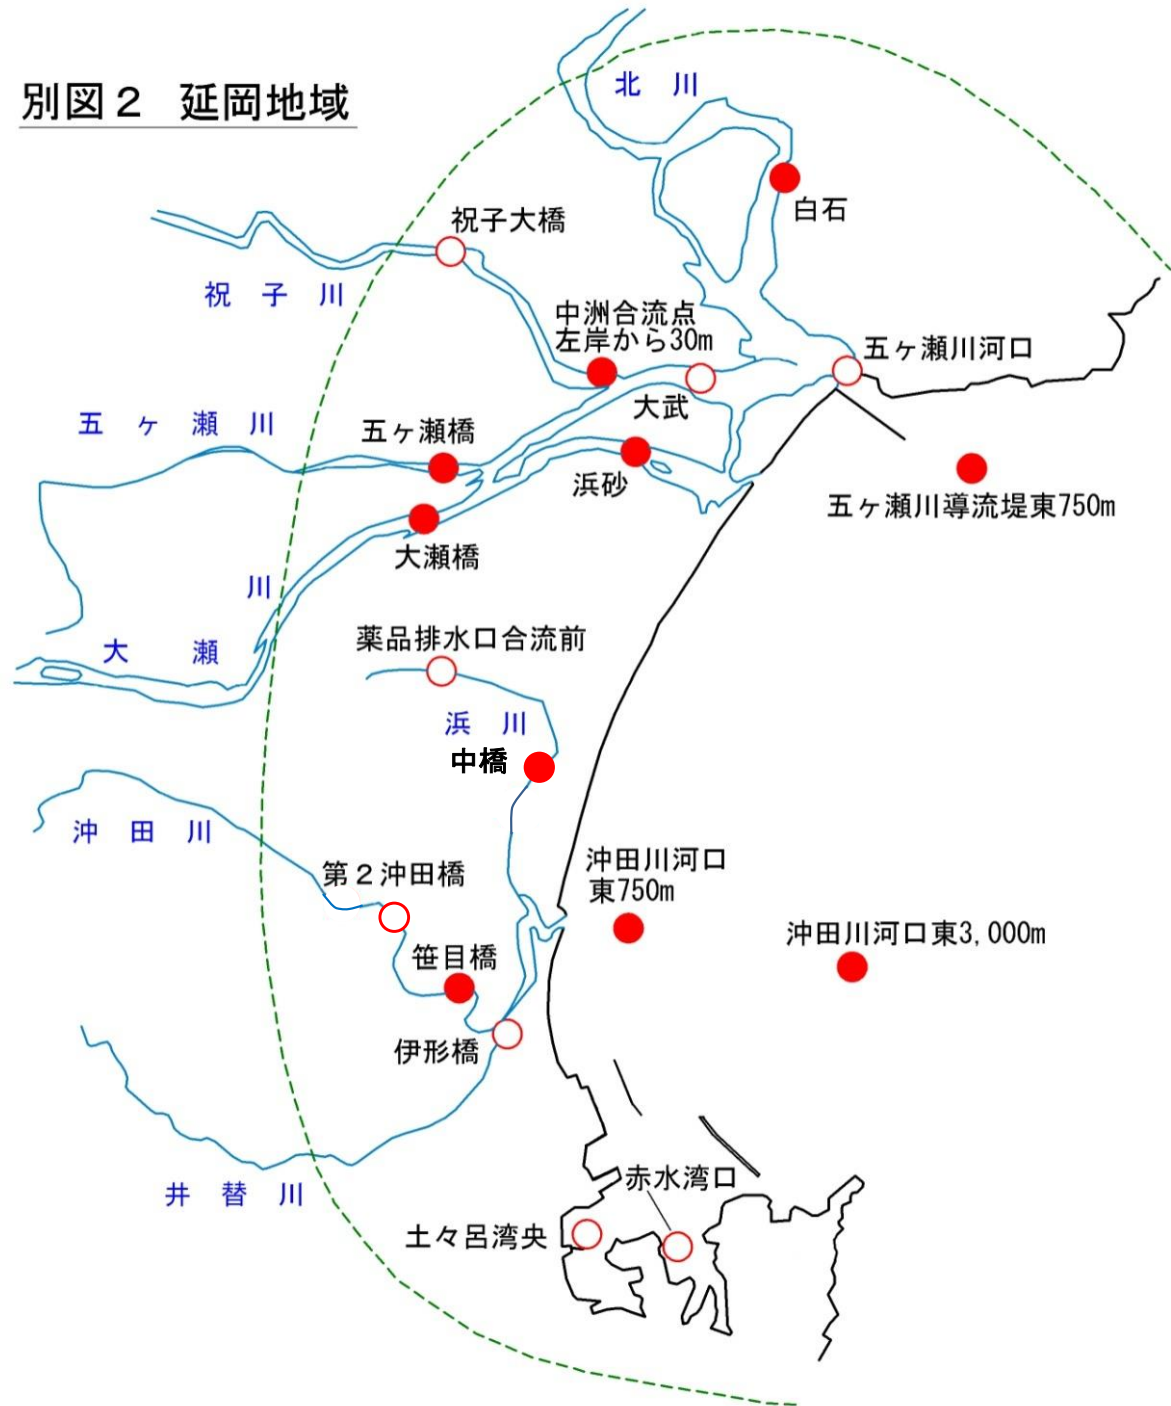 別図２　延岡地域
北　川
白石
祝子大橋
祝　子　川
中洲合流点
左岸から30m
五ヶ瀬川河口
大武
五　ヶ　瀬　川
五ヶ瀬橋
浜砂
五ヶ瀬川導流堤東750m
大瀬橋
大　瀬　川
薬品排水口合流前
浜　川
中橋
沖　田　川
沖田川河口
東750m
第２沖田橋
沖田川河口東3,000m
笹目橋
伊形橋
井　替　川
赤水湾口
土々呂湾央